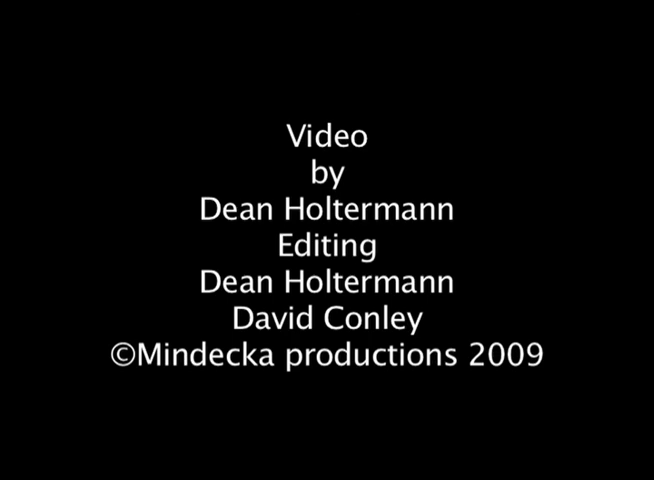 Video
by
Dean Holtermann
Editing
Dean Holtermann
David Conley
©Mindecka productions 2009